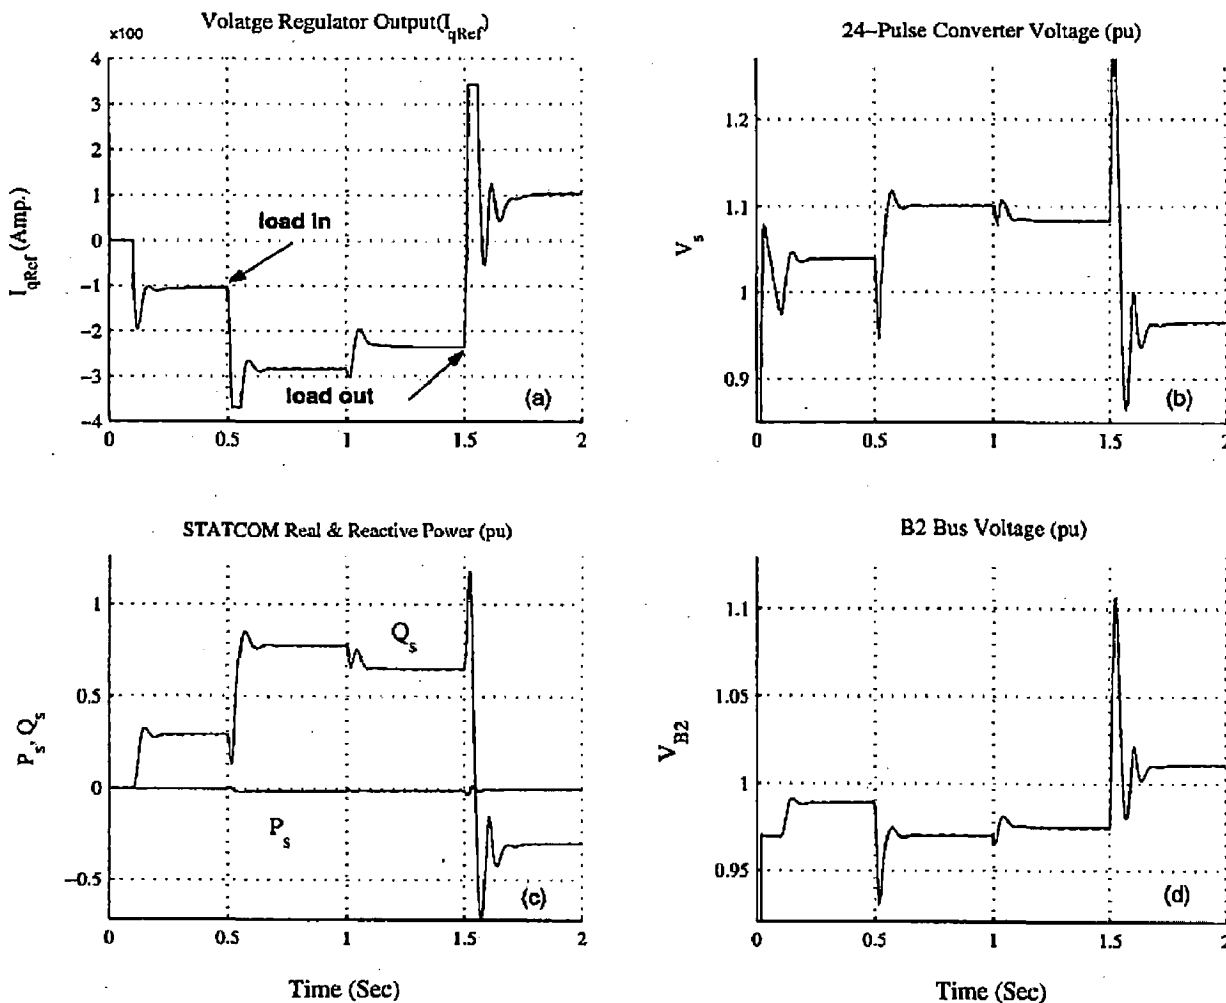 Volatge Regulator Output(I_qRef)
×100
4
3
2
1
0
−1
−2
−3
−4
I_qRef (Amp.)
load in
load out
(a)
0
0.5
1
1.5
2
24−Pulse Converter Voltage (pu)
1.2
1.1
1
0.9
V_s
(b)
0
0.5
1
1.5
2
STATCOM Real & Reactive Power (pu)
1
0.5
0
−0.5
P_s, Q_s
Q_s
P_s
(c)
0
0.5
1
1.5
2
Time (Sec)
B2 Bus Voltage (pu)
1.1
1.05
1
0.95
V_B2
(d)
0
0.5
1
1.5
2
Time (Sec)